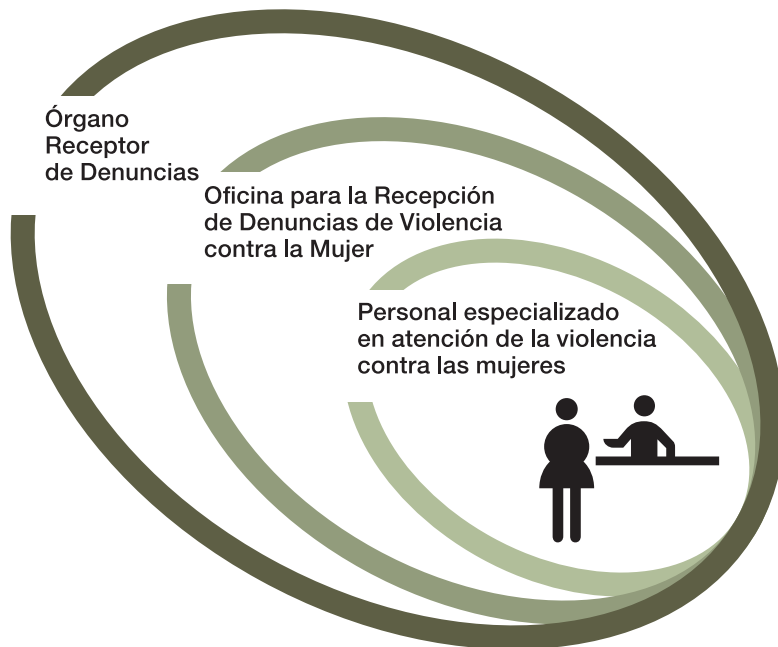 Órgano
Receptor
de Denuncias
Oficina para la Recepción
de Denuncias de Violencia
contra la Mujer
Personal especializado
en atención de la violencia
contra las mujeres